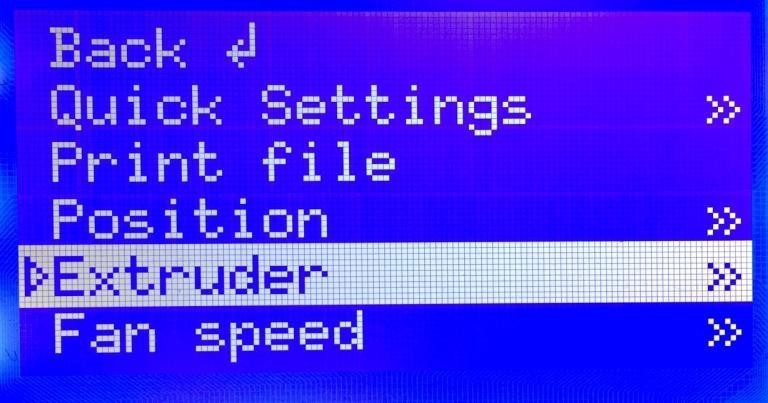 Back ↲
Quick Settings »
Print file
Position »
▷Extruder »
Fan speed »